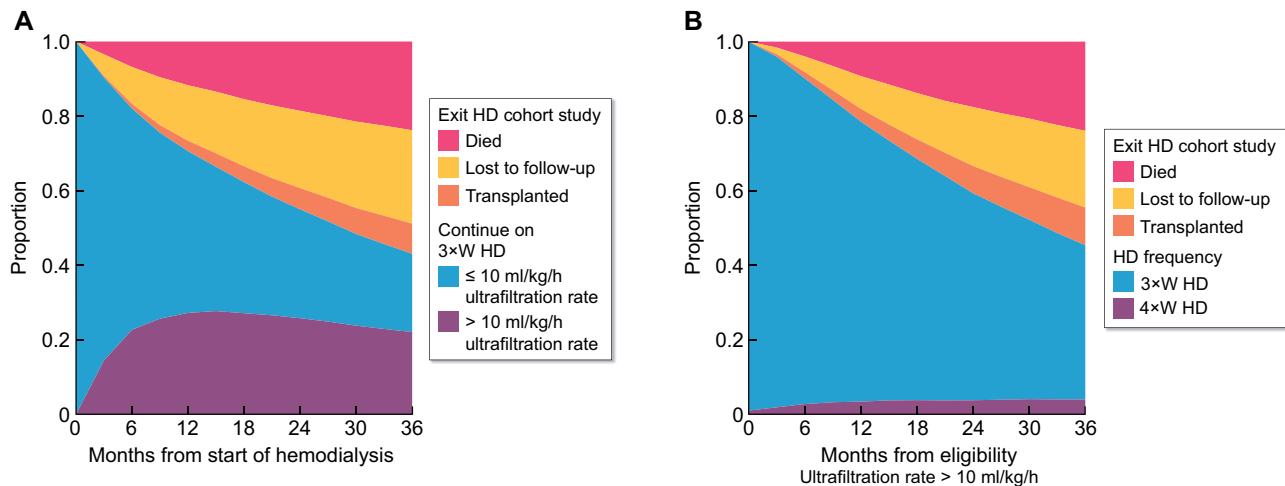 A
1.0
0.8
0.6
0.4
0.2
0
Proportion
0 6 12 18 24 30 36
Months from start of hemodialysis
Exit HD cohort study
Died
Lost to follow-up
Transplanted
Continue on
3×W HD
≤ 10 ml/kg/h
ultrafiltration rate
> 10 ml/kg/h
ultrafiltration rate
B
1.0
0.8
0.6
0.4
0.2
0
Proportion
0 6 12 18 24 30 36
Months from eligibility
Ultrafiltration rate > 10 ml/kg/h
Exit HD cohort study
Died
Lost to follow-up
Transplanted
HD frequency
3×W HD
4×W HD